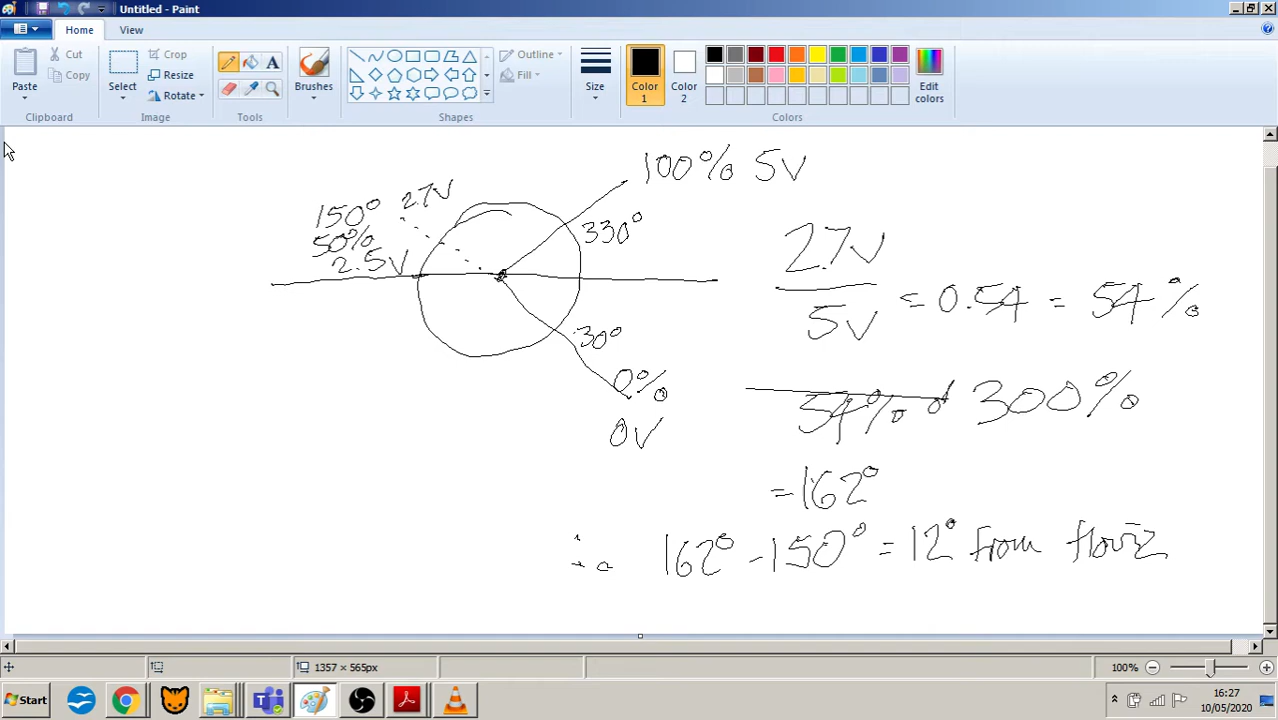 Untitled - Paint
Home View
Paste
Cut
Copy
Clipboard
Select
Crop
Resize
Rotate
Image
Tools
Brushes
Shapes
Outline
Fill
Size
Color 1
Color 2
Edit colors
Colors
100% 5V
150° 2.7V
50%
2.5V
330°
30°
0%
0V
2.7V
5V
= 0.54 = 54%
54% of 300%
= 162°
162° - 150° = 12° from Horiz
1357 × 565px
100%
Start
16:27
10/05/2020